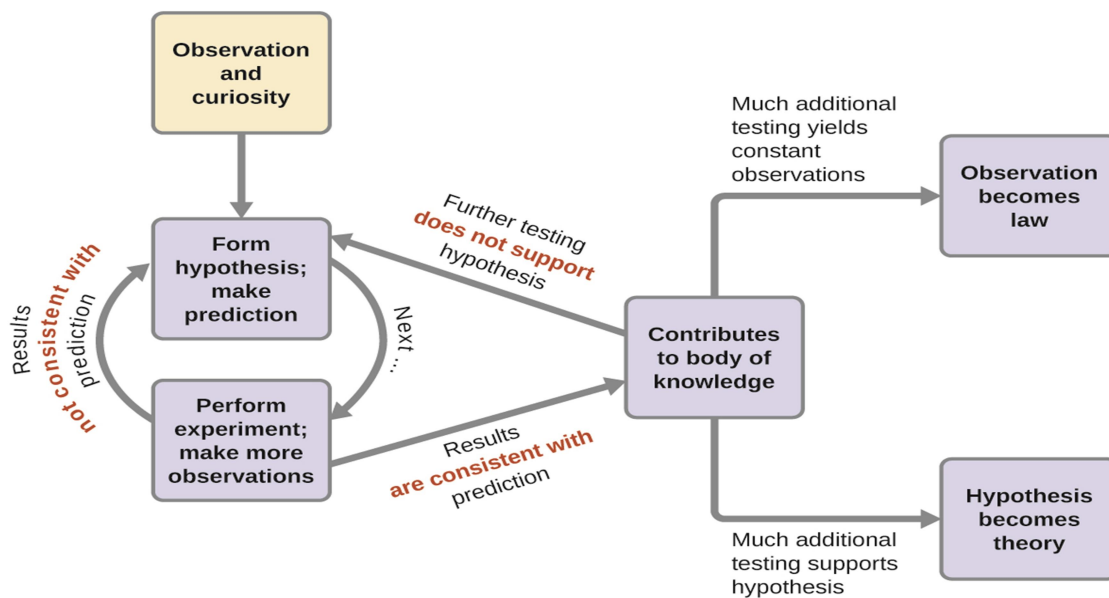 Observation
and
curiosity
Form
hypothesis;
make
prediction
Results
not consistent with
prediction
Next ...
Perform
experiment;
make more
observations
Further testing
does not support
hypothesis
Results
are consistent with
prediction
Contributes
to body of
knowledge
Much additional
testing yields
constant
observations
Observation
becomes
law
Much additional
testing supports
hypothesis
Hypothesis
becomes
theory